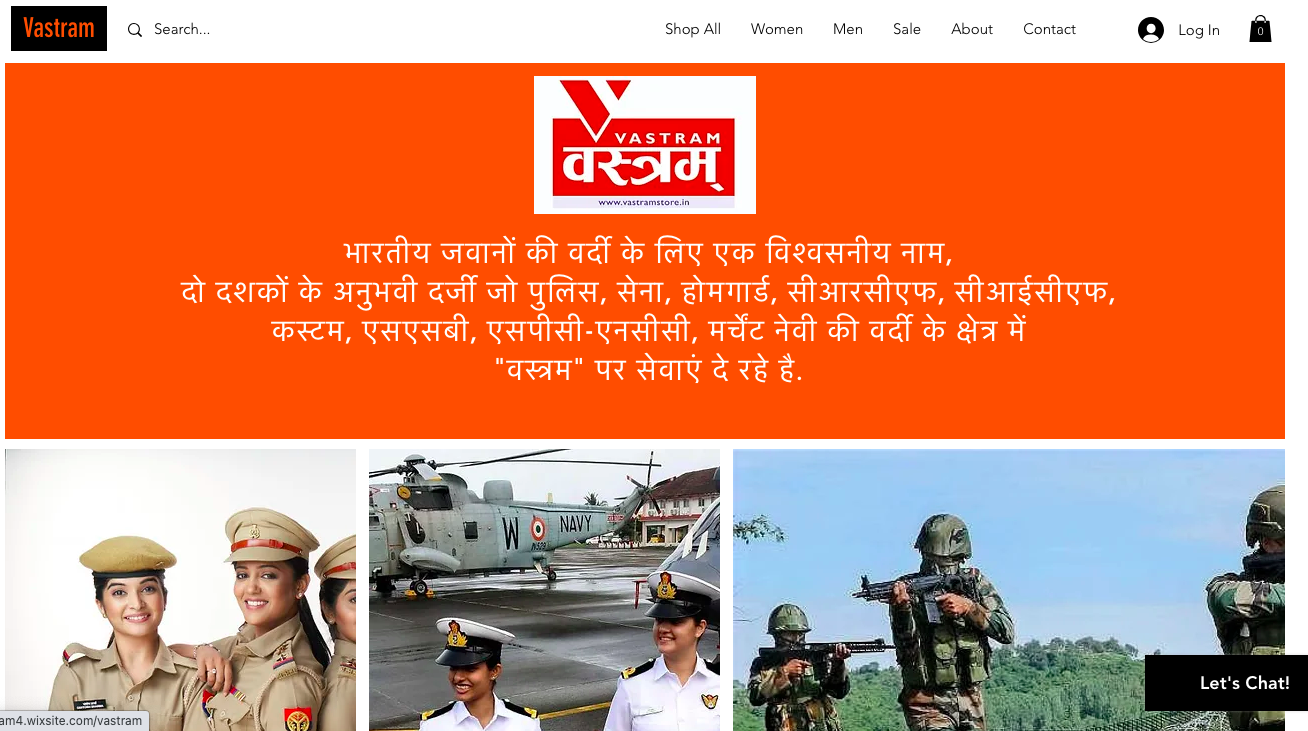 Vastram
Search...
Shop All
Women
Men
Sale
About
Contact
Log In
0
VASTRAM
वस्त्रम्
www.vastramstore.in
भारतीय जवानों की वर्दी के लिए एक विश्वसनीय नाम,
दो दशकों के अनुभवी दर्जी जो पुलिस, सेना, होमगार्ड, सीआरसीएफ, सीआईसीएफ,
कस्टम, एसएसबी, एसपीसी-एनसीसी, मर्चेंट नेवी की वर्दी के क्षेत्र में
"वस्त्रम" पर सेवाएं दे रहे है.
W
NAVY
Let's Chat!
am4.wixsite.com/vastram